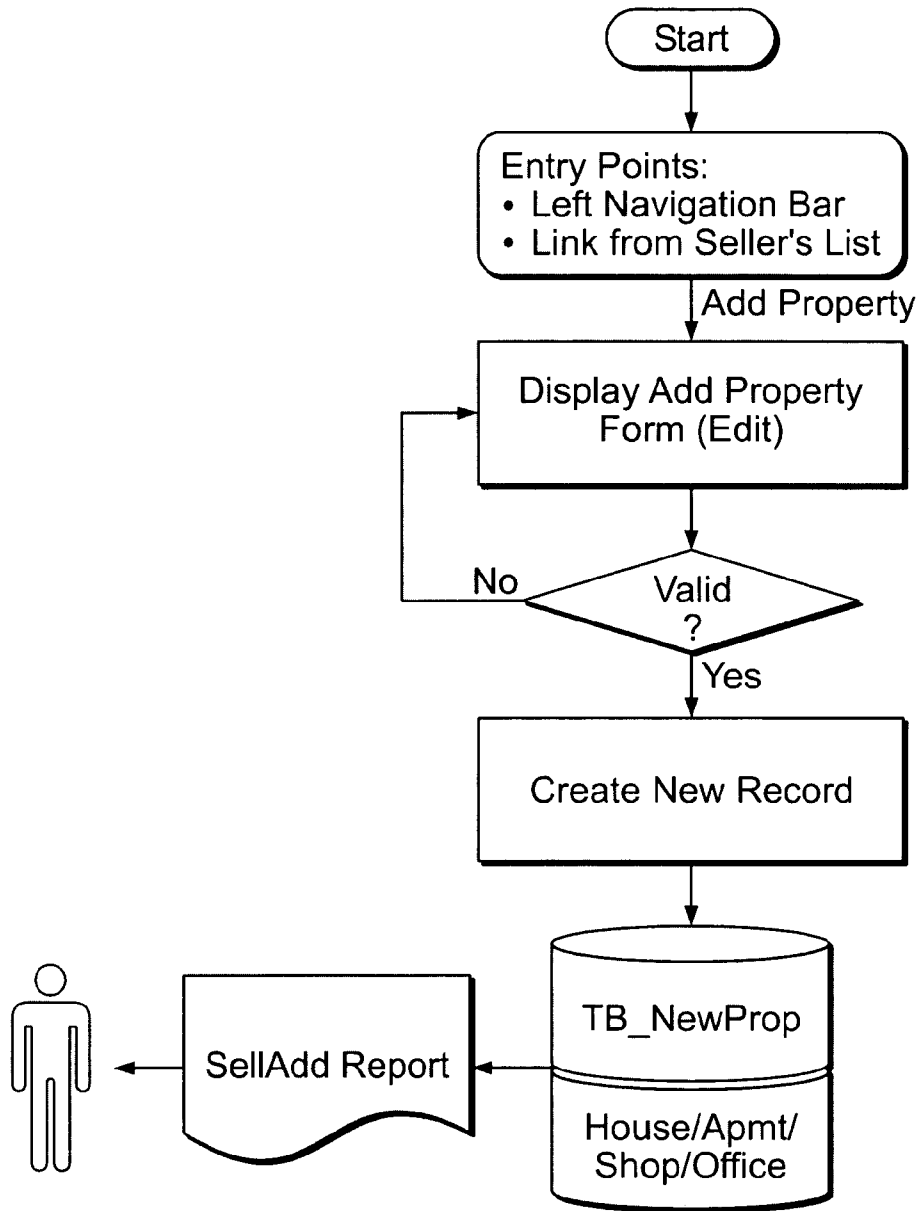 Start
Entry Points:
• Left Navigation Bar
• Link from Seller's List
Add Property
Display Add Property
Form (Edit)
No
Valid
?
Yes
Create New Record
TB_NewProp
SellAdd Report
House/Apmt/
Shop/Office